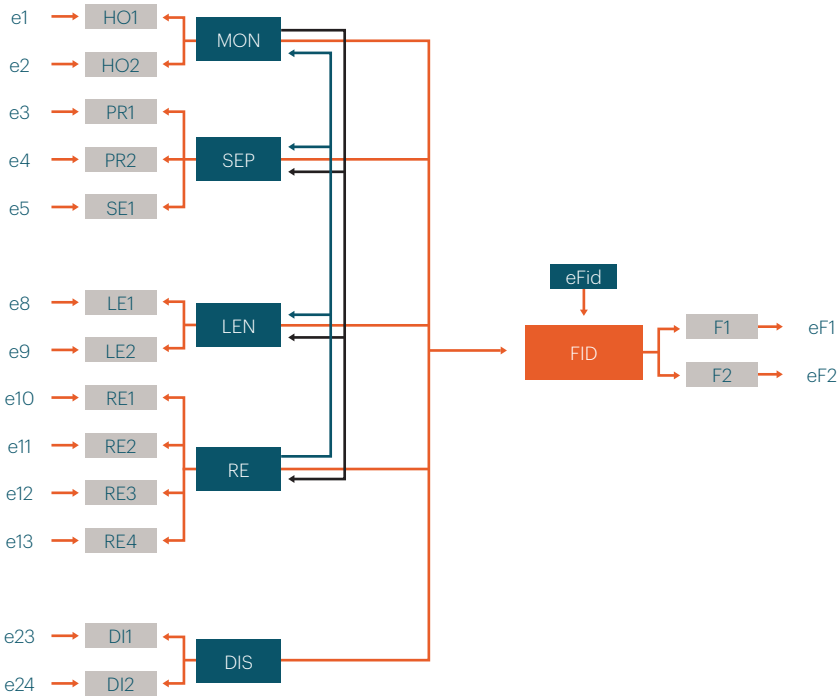 e1 HO1
MON
e2 HO2
e3 PR1
e4 PR2 SEP
e5 SE1
e8 LE1
LEN
e9 LE2
e10 RE1
e11 RE2
RE
e12 RE3
e13 RE4
e23 DI1
DIS
e24 DI2
eFid
FID
F1 eF1
F2 eF2